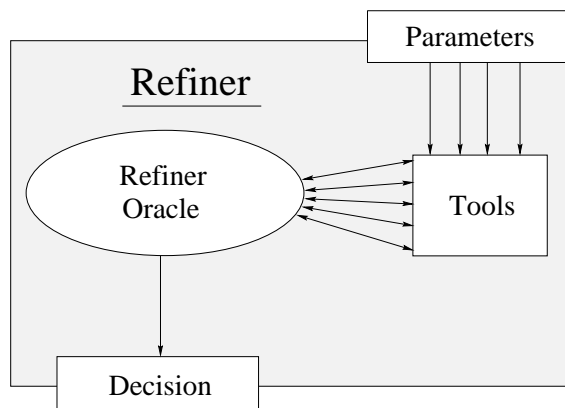 Parameters
Refiner
Refiner
Oracle
Tools
Decision